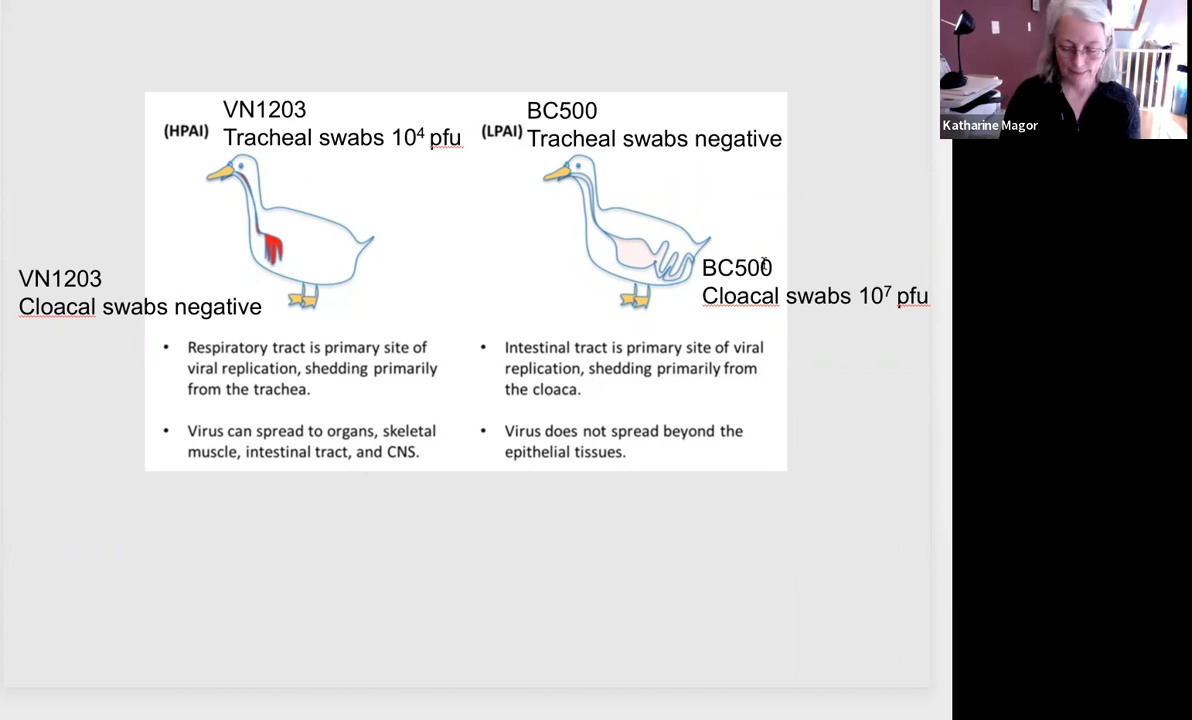 VN1203
(HPAI) Tracheal swabs 10⁴ pfu
BC500
(LPAI) Tracheal swabs negative
VN1203
Cloacal swabs negative
BC500
Cloacal swabs 10⁷ pfu
• Respiratory tract is primary site of
viral replication, shedding primarily
from the trachea.
• Virus can spread to organs, skeletal
muscle, intestinal tract, and CNS.
• Intestinal tract is primary site of viral
replication, shedding primarily from
the cloaca.
• Virus does not spread beyond the
epithelial tissues.
Katharine Magor